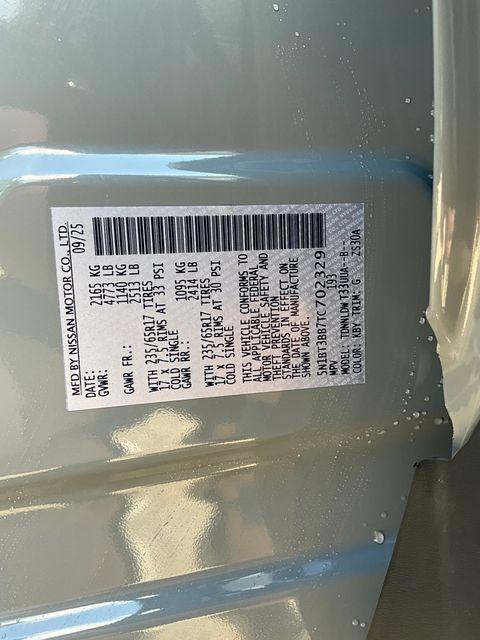 MFD BY NISSAN MOTOR CO., LTD.
DATE: 09/25
GVWR: 2165 KG
4773 LB
GAWR FR.: 1140 KG
2513 LB
WITH 235/65R17 TIRES
17 X 7.5 RIMS AT 33 PSI
COLD SINGLE
GAWR RR.: 1095 KG
2414 LB
WITH 235/65R17 TIRES
17 X 7.5 RIMS AT 30 PSI
COLD SINGLE
THIS VEHICLE CONFORMS TO
ALL APPLICABLE FEDERAL
MOTOR VEHICLE SAFETY AND
THEFT PREVENTION
STANDARDS IN EFFECT ON
THE DATE OF MANUFACTURE
SHOWN ABOVE.
5N1BT3BB7TC702329
MPV 193
MODEL: TDNNLDW T33UUA--B---
COLOR: KBY TRIM: G ZS30A